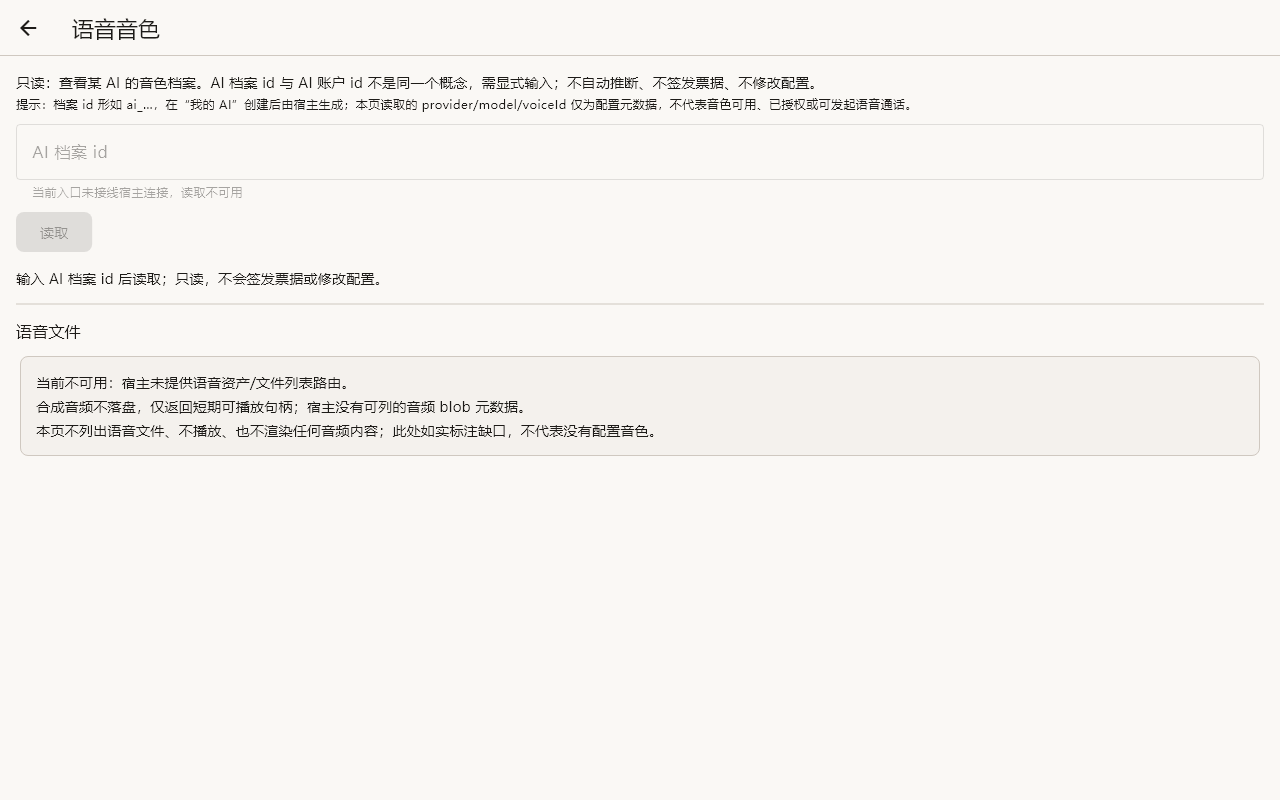 语音音色
只读：查看某 AI 的音色档案。AI 档案 id 与 AI 账户 id 不是同一个概念，需显式输入；不自动推断、不签发票据、不修改配置。
提示：档案 id 形如 ai_…，在“我的 AI”创建后由宿主生成；本页读取的 provider/model/voiceId 仅为配置元数据，不代表音色可用、已授权或可发起语音通话。
AI 档案 id
当前入口未接线宿主连接，读取不可用
读取
输入 AI 档案 id 后读取；只读，不会签发票据或修改配置。
语音文件
当前不可用：宿主未提供语音资产/文件列表路由。
合成音频不落盘，仅返回短期可播放句柄；宿主没有可列的音频 blob 元数据。
本页不列出语音文件、不播放、也不渲染任何音频内容；此处如实标注缺口，不代表没有配置音色。